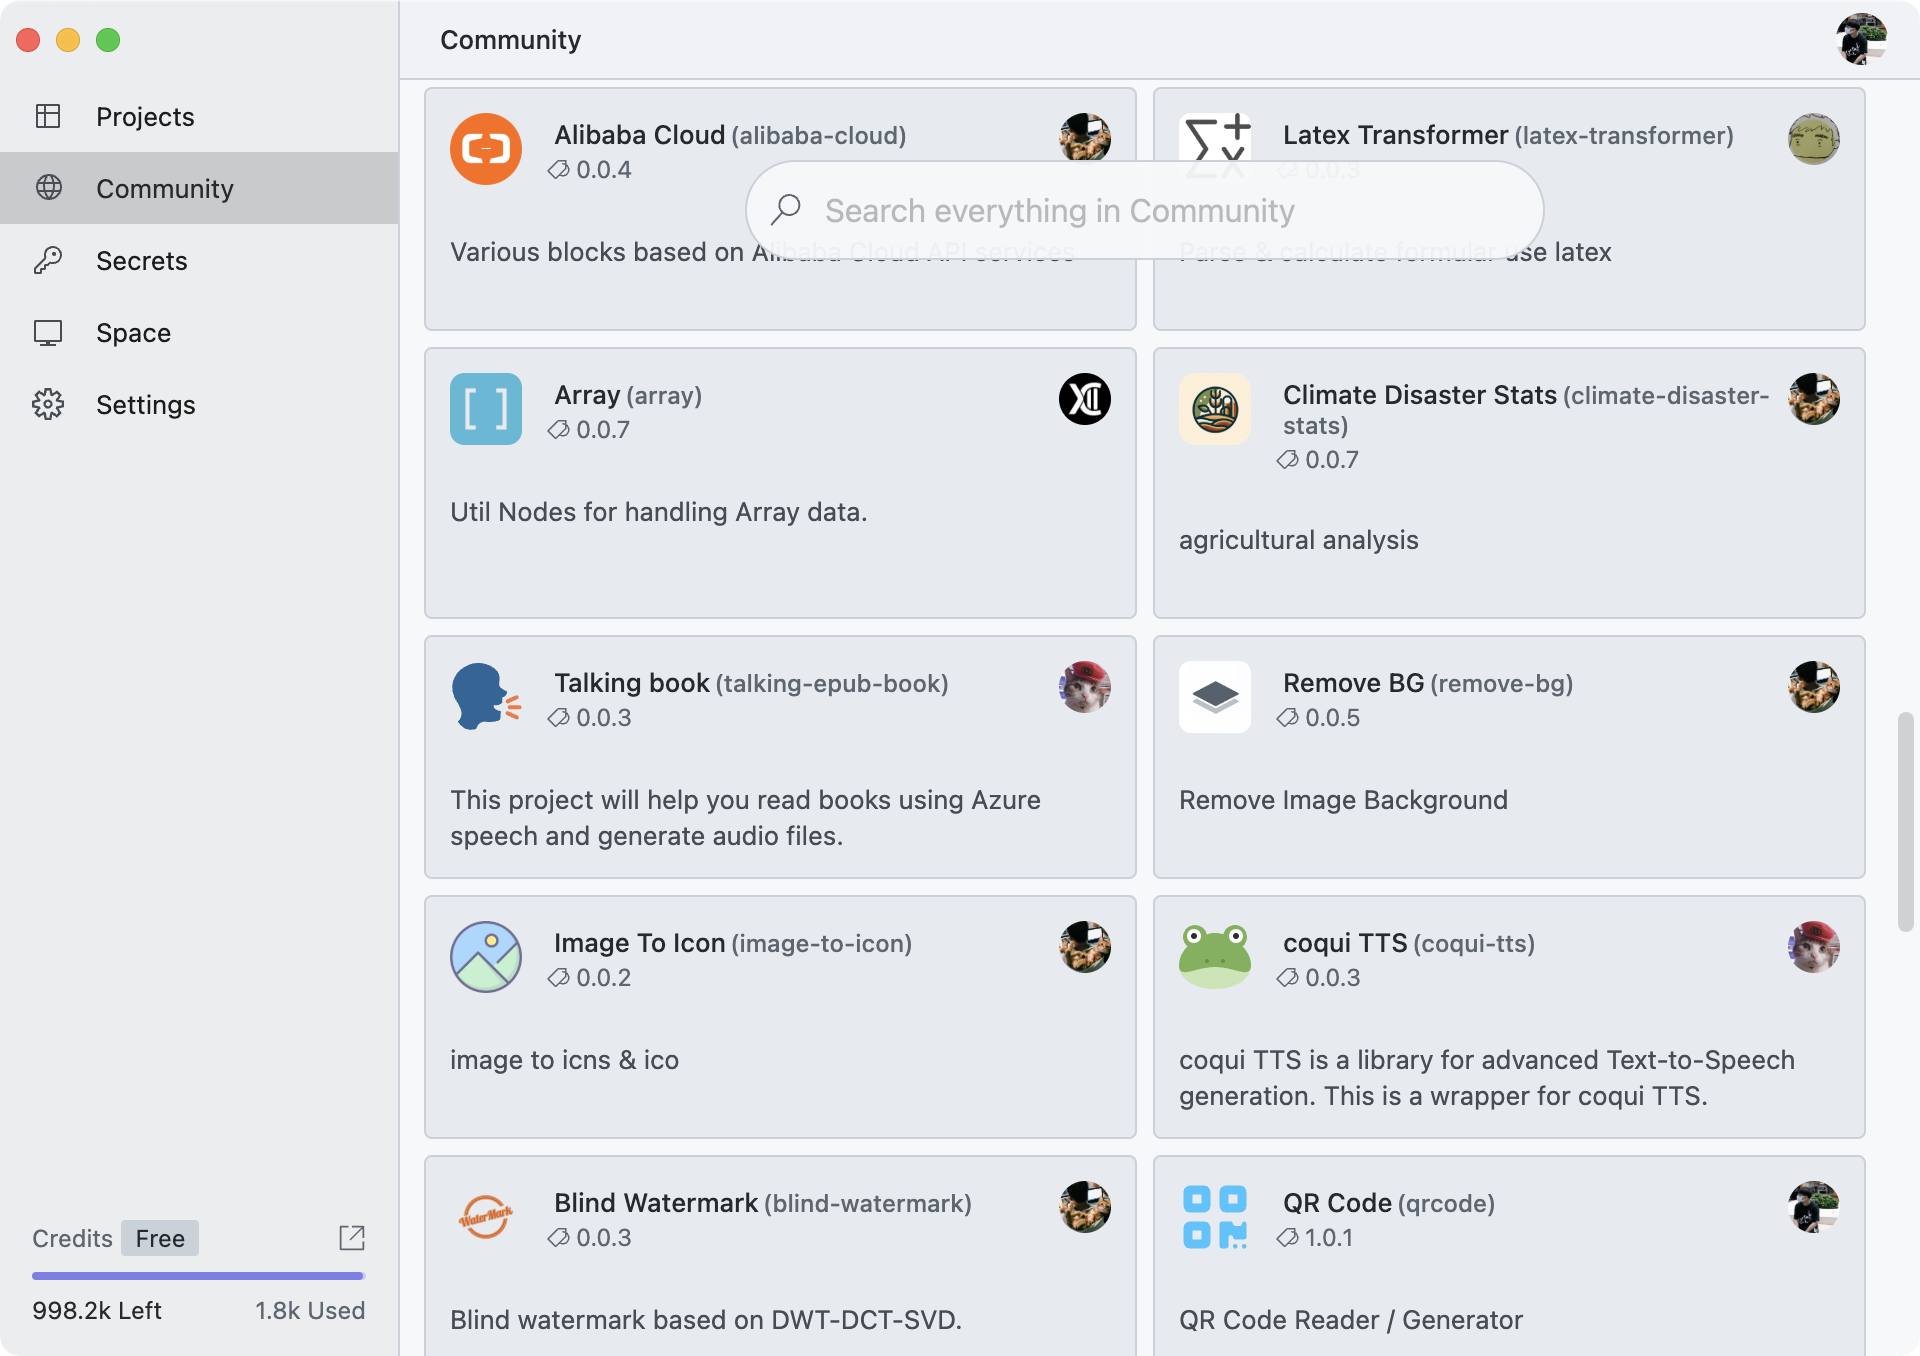 Community
Projects
Community
Secrets
Space
Settings
Credits Free
998.2k Left
1.8k Used
Alibaba Cloud (alibaba-cloud)
0.0.4
Various blocks based on Alibaba Cloud API services
Latex Transformer (latex-transformer)
0.0.3
Parse & calculate formular use latex
Search everything in Community
Array (array)
0.0.7
Util Nodes for handling Array data.
Climate Disaster Stats (climate-disaster-
stats)
0.0.7
agricultural analysis
Talking book (talking-epub-book)
0.0.3
This project will help you read books using Azure
speech and generate audio files.
Remove BG (remove-bg)
0.0.5
Remove Image Background
Image To Icon (image-to-icon)
0.0.2
image to icns & ico
coqui TTS (coqui-tts)
0.0.3
coqui TTS is a library for advanced Text-to-Speech
generation. This is a wrapper for coqui TTS.
WaterMark
Blind Watermark (blind-watermark)
0.0.3
Blind watermark based on DWT-DCT-SVD.
QR Code (qrcode)
1.0.1
QR Code Reader / Generator